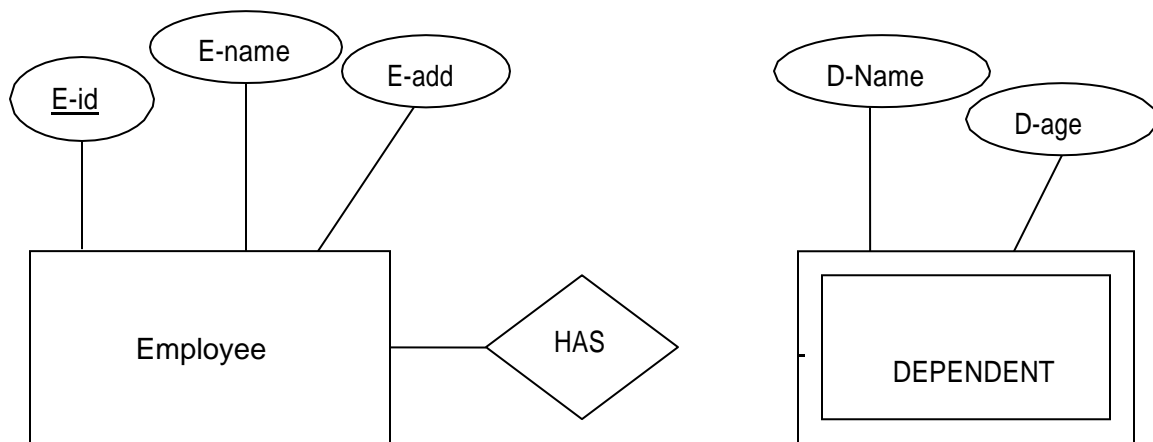 E-name
E-add
E-id
D-Name
D-age
Employee
HAS
DEPENDENT